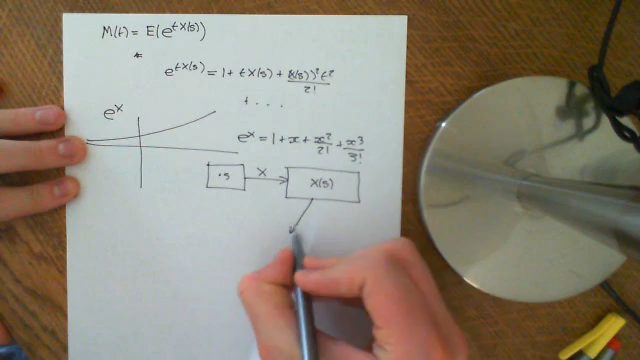 M(t) = E(e^{tX(s)})
e^{tX(s)} = 1 + tX(s) + (X(s))²t²/2!
+ . . .
e^x
e^x = 1 + x + x²/2! + x³/3!
·s X X(s)